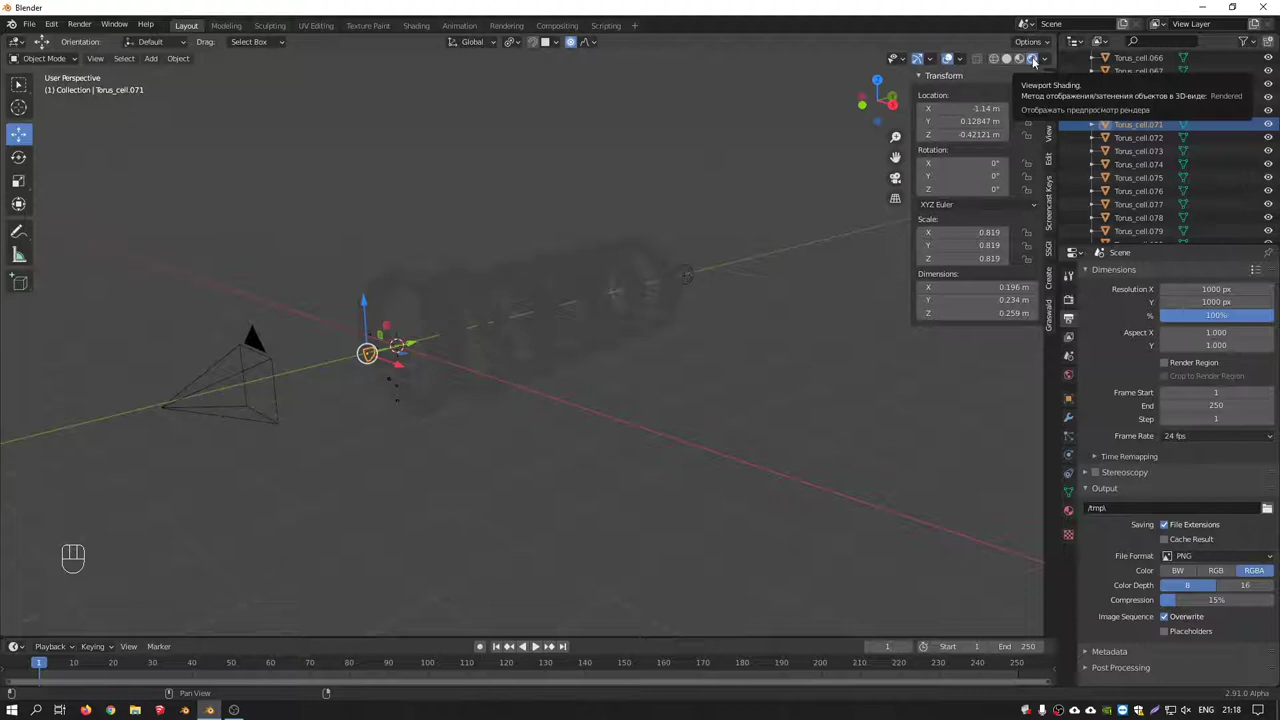 Blender
File Edit Render Window Help Layout Modeling Sculpting UV Editing Texture Paint Shading Animation Rendering Compositing Scripting + Scene View Layer
Orientation: Default Drag: Select Box Global Options
Object Mode View Select Add Object
User Perspective
(1) Collection | Torus_cell.071
Transform
Location:
X -1.14 m
Y 0.12847 m
Z -0.42121 m
Rotation:
X 0°
Y 0°
Z 0°
XYZ Euler
Scale:
X 0.819
Y 0.819
Z 0.819
Dimensions:
X 0.196 m
Y 0.234 m
Z 0.259 m
View
Edit
Screencast Keys
SSGI
Create
Graswald
Viewport Shading.
Метод отображения/затенения объектов в 3D-виде: Rendered
Отображать предпросмотр рендера
Torus_cell.066
Torus_cell.067
Torus_cell.071
Torus_cell.072
Torus_cell.073
Torus_cell.074
Torus_cell.075
Torus_cell.076
Torus_cell.077
Torus_cell.078
Torus_cell.079
Scene
Dimensions
Resolution X 1000 px
Y 1000 px
% 100%
Aspect X 1.000
Y 1.000
Render Region
Crop to Render Region
Frame Start 1
End 250
Step 1
Frame Rate 24 fps
Time Remapping
Stereoscopy
Output
/tmp\
Saving File Extensions
Cache Result
File Format PNG
Color BW RGB RGBA
Color Depth 8 16
Compression 15%
Image Sequence Overwrite
Placeholders
Metadata
Post Processing
Playback Keying View Marker 1 Start 1 End 250
1 10 20 30 40 50 60 70 80 90 100 110 120 130 140 150 160 170 180 190 200 210 220 230 240 250
Pan View 2.91.0 Alpha
ENG 21:18